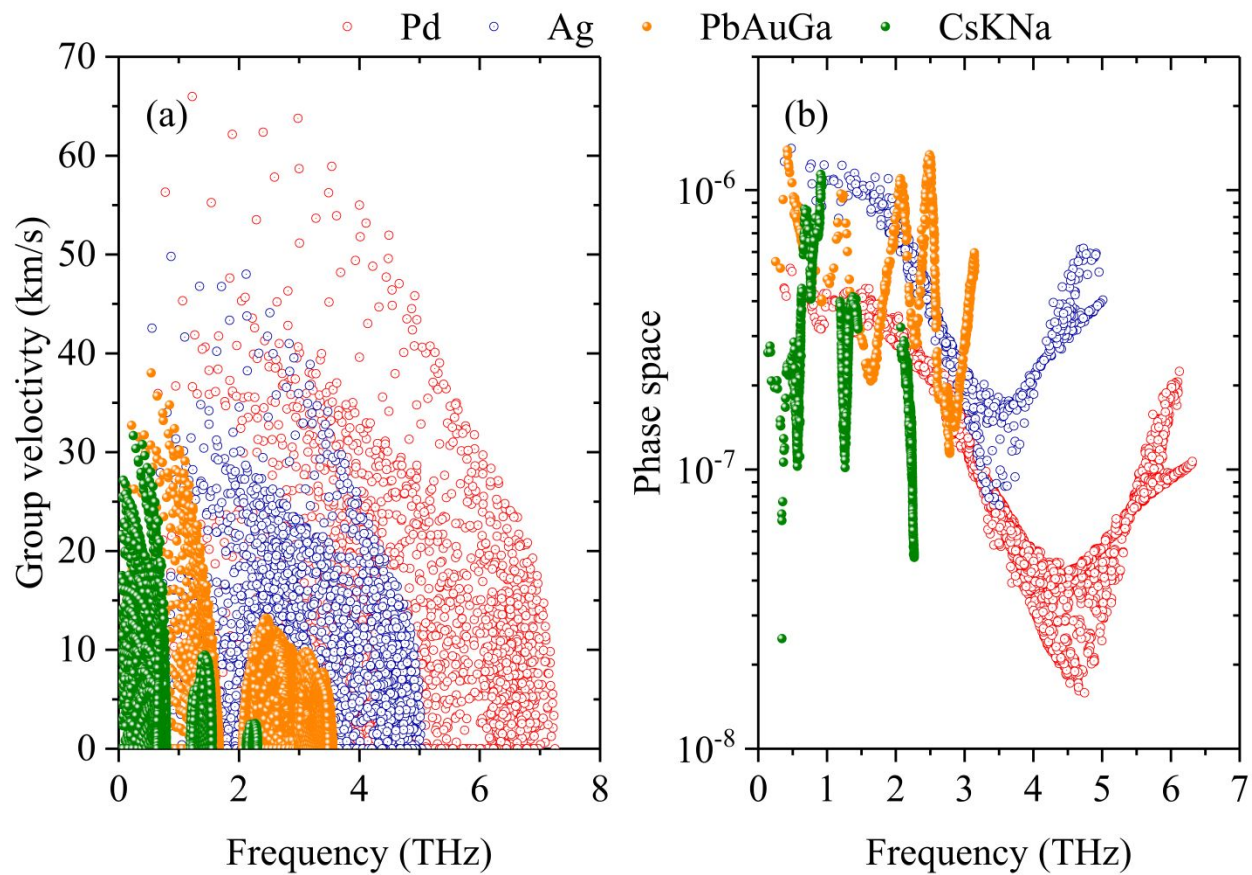 Pd Ag PbAuGa CsKNa
(a)
Group veloctivty (km/s)
70
60
50
40
30
20
10
0
0 2 4 6 8
Frequency (THz)
(b)
Phase space
10-6
10-7
10-8
0 1 2 3 4 5 6 7
Frequency (THz)